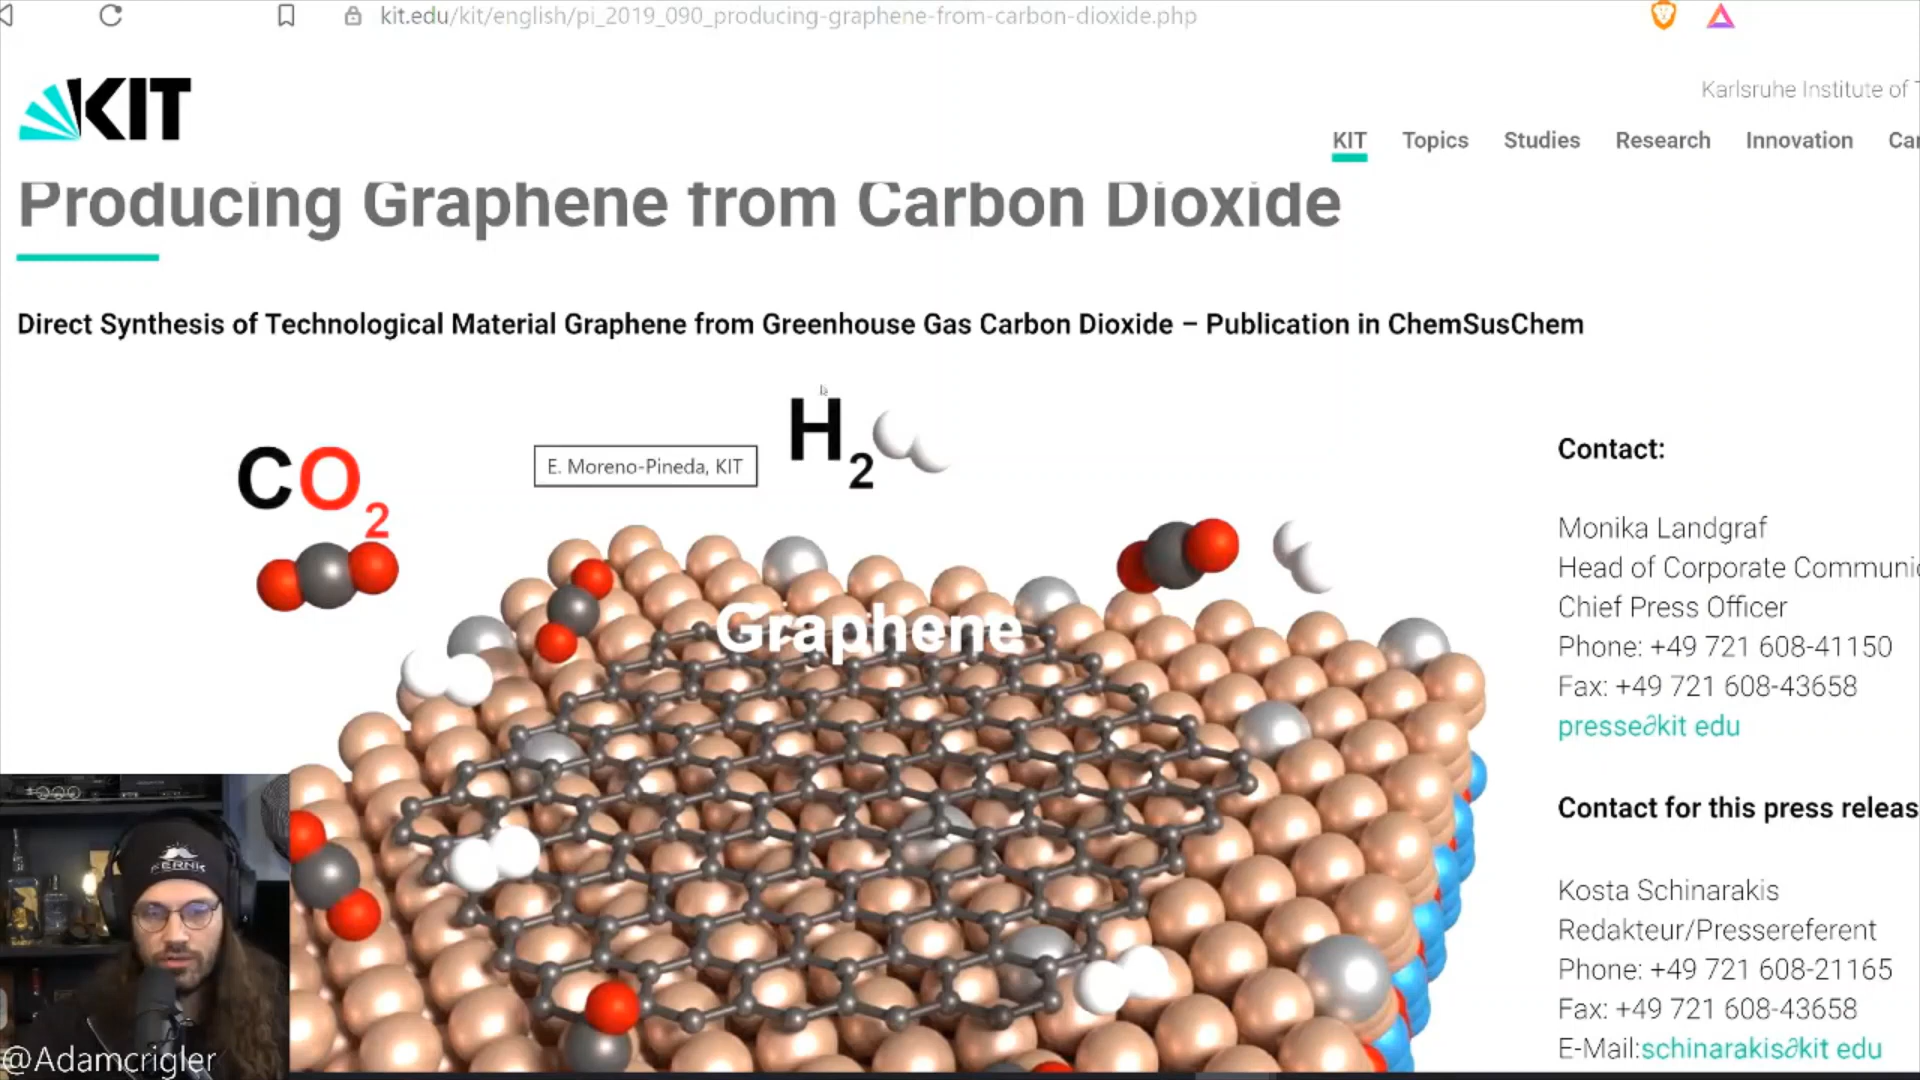 kit.edu/kit/english/pi_2019_090_producing-graphene-from-carbon-dioxide.php
KIT
Karlsruhe Institute of T
KIT Topics Studies Research Innovation Car
Producing Graphene from Carbon Dioxide
Direct Synthesis of Technological Material Graphene from Greenhouse Gas Carbon Dioxide – Publication in ChemSusChem
H2
CO2
E. Moreno-Pineda, KIT
Graphene
Contact:
Monika Landgraf
Head of Corporate Communic
Chief Press Officer
Phone: +49 721 608-41150
Fax: +49 721 608-43658
presse∂kit edu
Contact for this press releas
Kosta Schinarakis
Redakteur/Pressereferent
Phone: +49 721 608-21165
Fax: +49 721 608-43658
E-Mail:schinarakis∂kit edu
@Adamcrigler